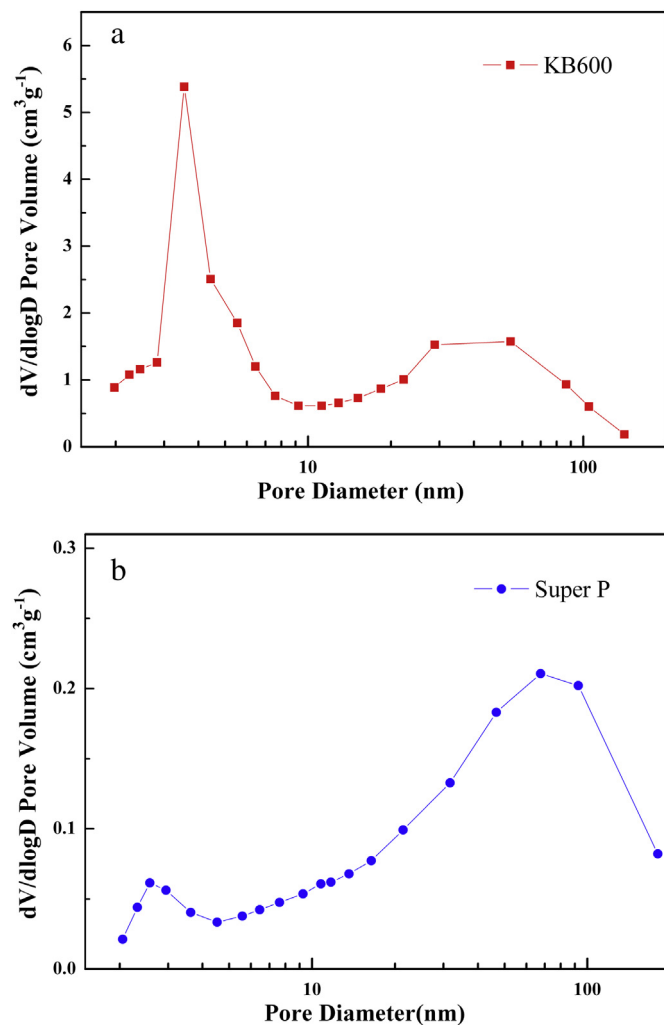 a
KB600
6
5
4
3
2
1
0
dV/dlogD Pore Volume (cm³g⁻¹)
10
100
Pore Diameter (nm)
b
Super P
0.3
0.2
0.1
0.0
dV/dlogD Pore Volume (cm³g⁻¹)
10
100
Pore Diameter(nm)